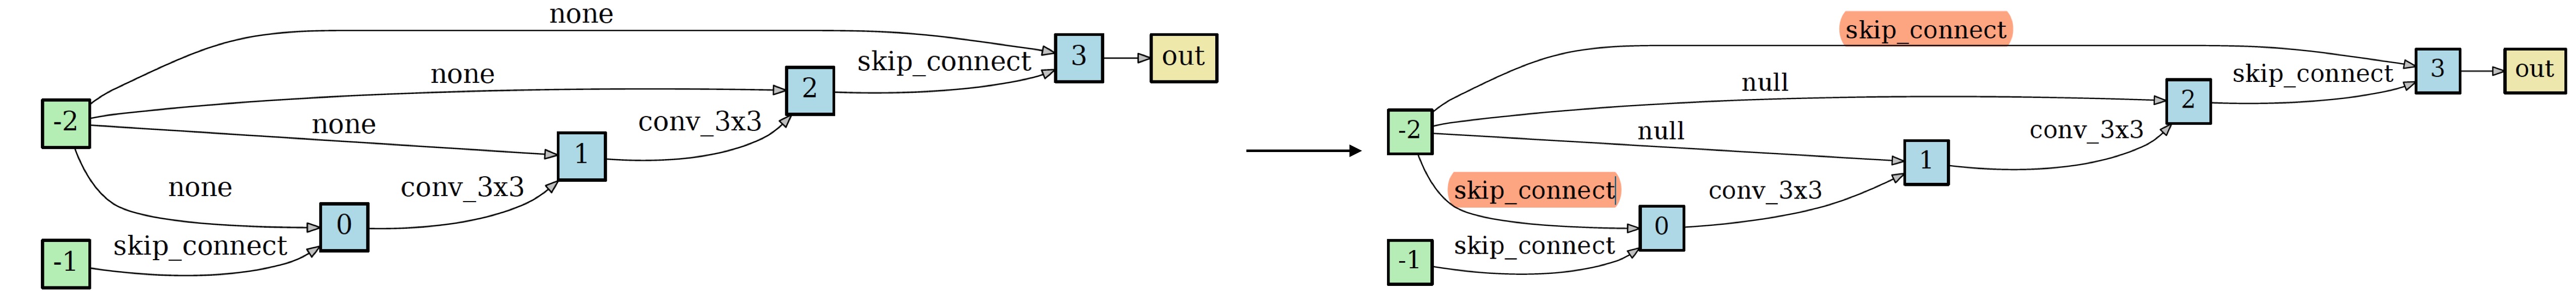 none
none
skip_connect
3
out
2
-2
none
conv_3x3
1
none
conv_3x3
0
skip_connect
-1
skip_connect
null
skip_connect
3
out
2
-2
null
conv_3x3
1
skip_connect
conv_3x3
0
skip_connect
-1